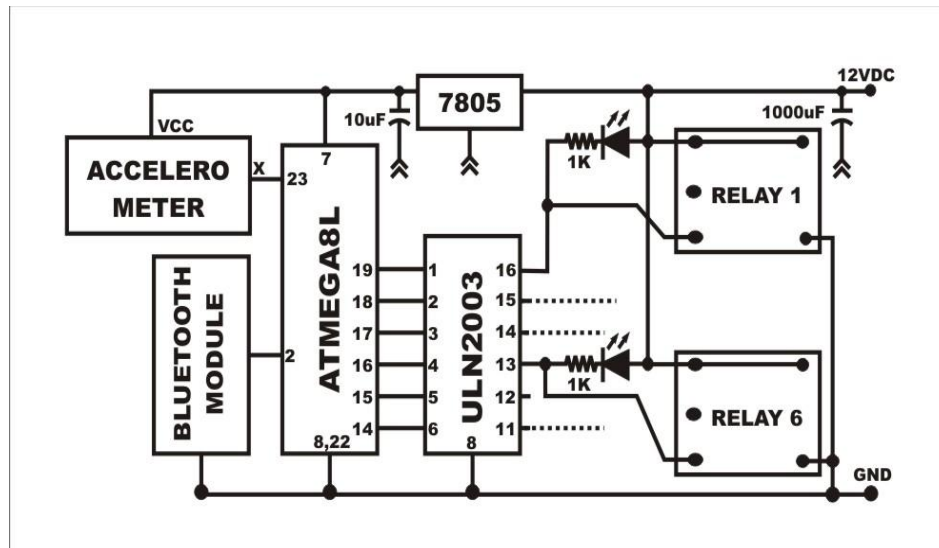 12VDC
7805
10uF
1000uF
VCC
ACCELERO
METER
X
7
23
1K
RELAY 1
ATMEGA8L
19
18
17
16
15
14
8,22
1
2
3
4
5
6
8
ULN2003
16
15
14
13
12
11
BLUETOOTH
MODULE
2
1K
RELAY 6
GND